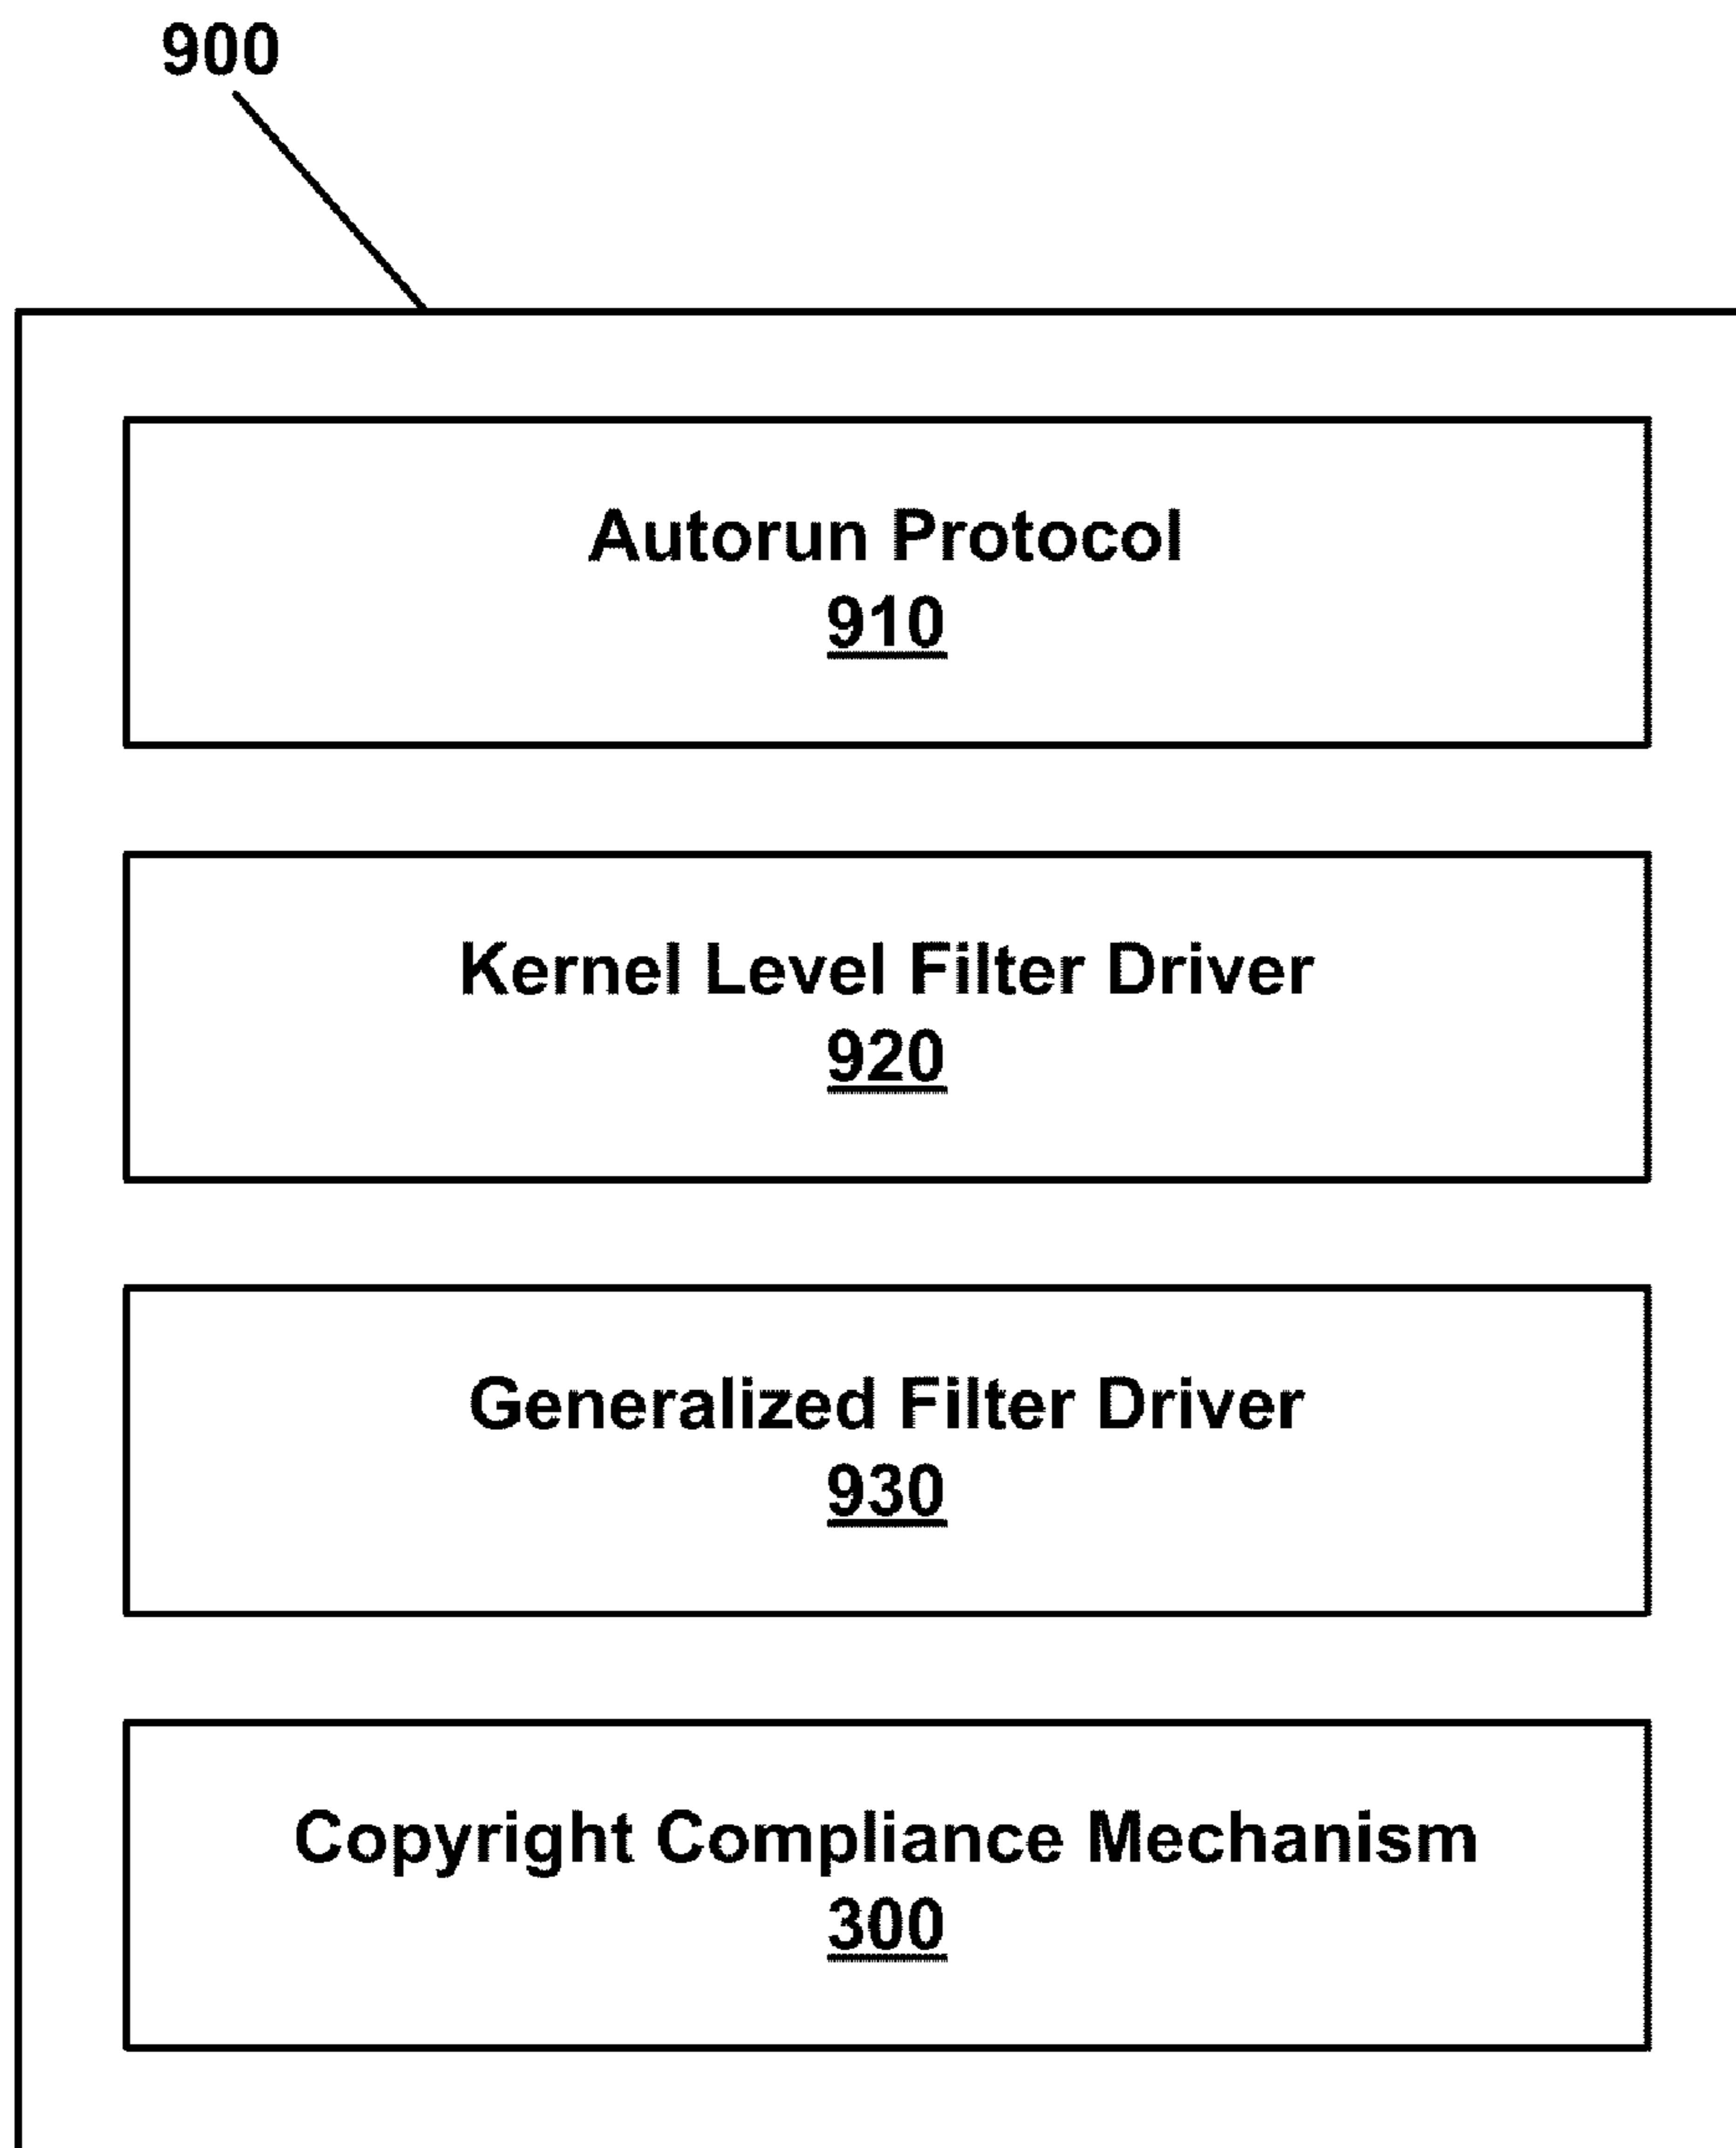 900
Autorun Protocol
910
Kernel Level Filter Driver
920
Generalized Filter Driver
930
Copyright Compliance Mechanism
300